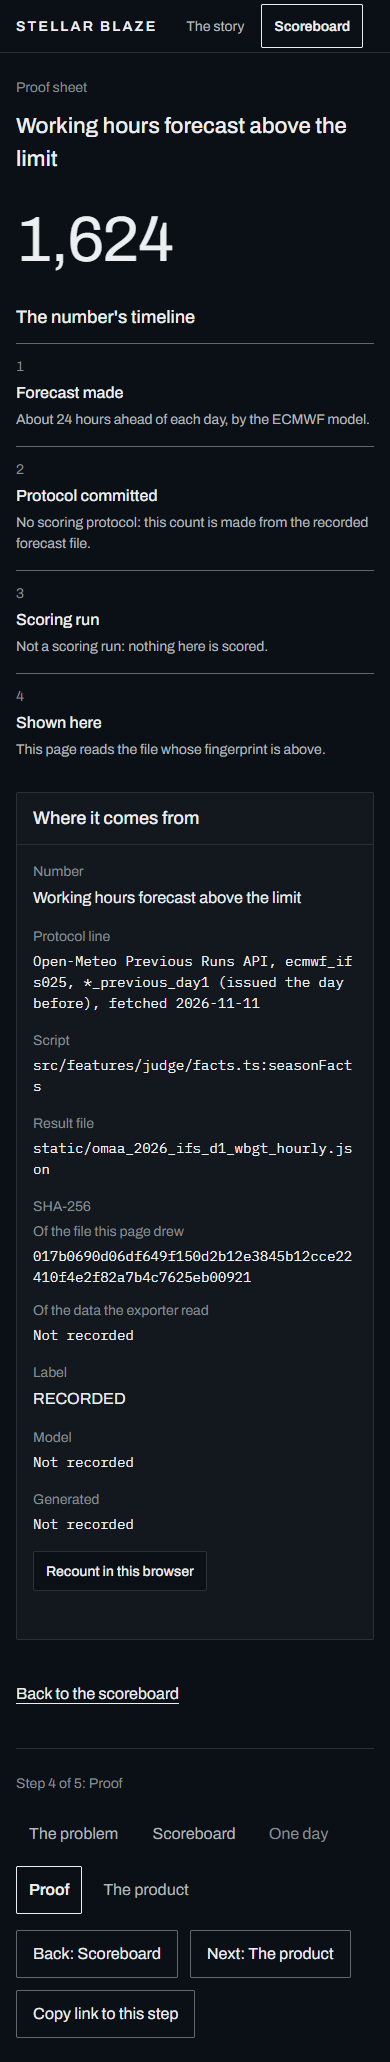 STELLAR BLAZE The story Scoreboard
Proof sheet
Working hours forecast above the
limit
1,624
The number's timeline
1
Forecast made
About 24 hours ahead of each day, by the ECMWF model.
2
Protocol committed
No scoring protocol: this count is made from the recorded
forecast file.
3
Scoring run
Not a scoring run: nothing here is scored.
4
Shown here
This page reads the file whose fingerprint is above.
Where it comes from
Number
Working hours forecast above the limit
Protocol line
Open-Meteo Previous Runs API, ecmwf_if
s025, *_previous_day1 (issued the day
before), fetched 2026-11-11
Script
src/features/judge/facts.ts:seasonFact
s
Result file
static/omaa_2026_ifs_d1_wbgt_hourly.js
on
SHA-256
Of the file this page drew
017b0690d06df649f150d2b12e3845b12cce22
410f4e2f82a7b4c7625eb00921
Of the data the exporter read
Not recorded
Label
RECORDED
Model
Not recorded
Generated
Not recorded
Recount in this browser
Back to the scoreboard
Step 4 of 5: Proof
The problem Scoreboard One day
Proof The product
Back: Scoreboard Next: The product
Copy link to this step